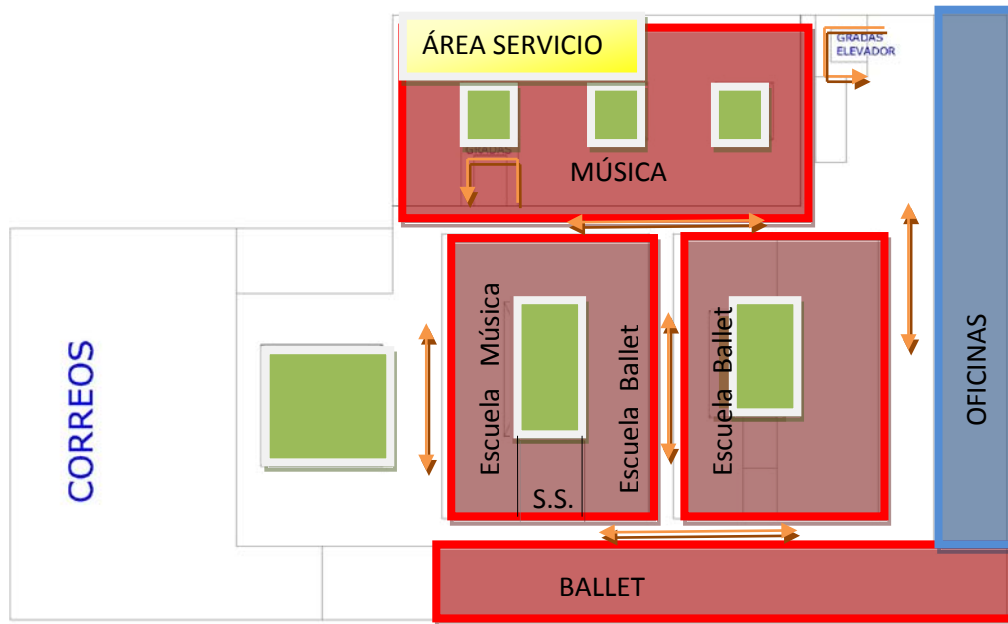 ÁREA SERVICIO
GRADAS
ELEVADOR
GRADAS
MÚSICA
CORREOS
Escuela Música
Escuela Ballet
Escuela Ballet
S.S.
OFICINAS
BALLET